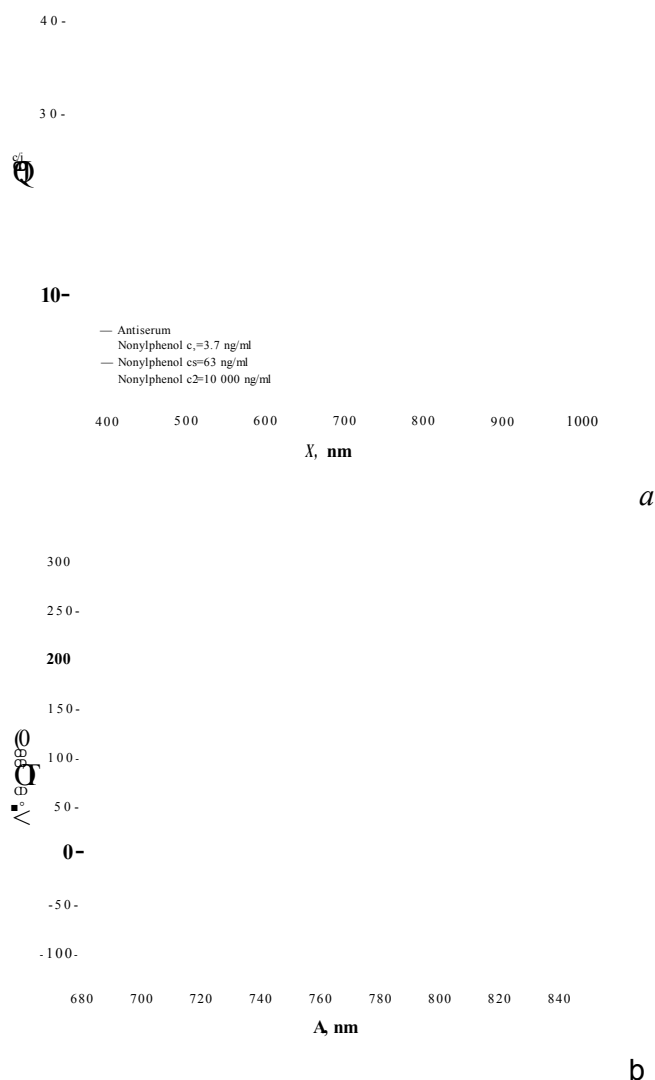 40-
30-
10-
— Antiserum
Nonylphenol c,=3.7 ng/ml
— Nonylphenol cs=63 ng/ml
Nonylphenol c2=10 000 ng/ml
400 500 600 700 800 900 1000
X, nm
a
300
250-
200
150-
100-
50-
0-
-50-
-100-
680 700 720 740 760 780 800 820 840
A, nm
b